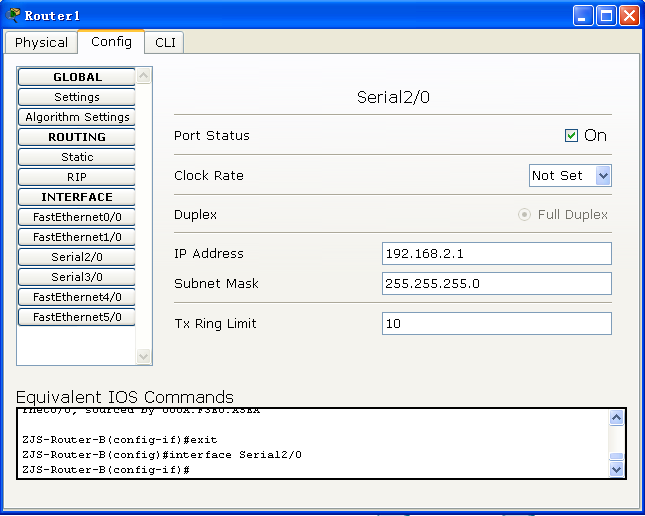 Router1
Physical Config CLI
GLOBAL
Settings
Algorithm Settings
ROUTING
Static
RIP
INTERFACE
FastEthernet0/0
FastEthernet1/0
Serial2/0
Serial3/0
FastEthernet4/0
FastEthernet5/0
Serial2/0
Port Status On
Clock Rate Not Set
Duplex Full Duplex
IP Address 192.168.2.1
Subnet Mask 255.255.255.0
Tx Ring Limit 10
Equivalent IOS Commands
sourced by
ZJS-Router-B(config-if)#exit
ZJS-Router-B(config)#interface Serial2/0
ZJS-Router-B(config-if)#